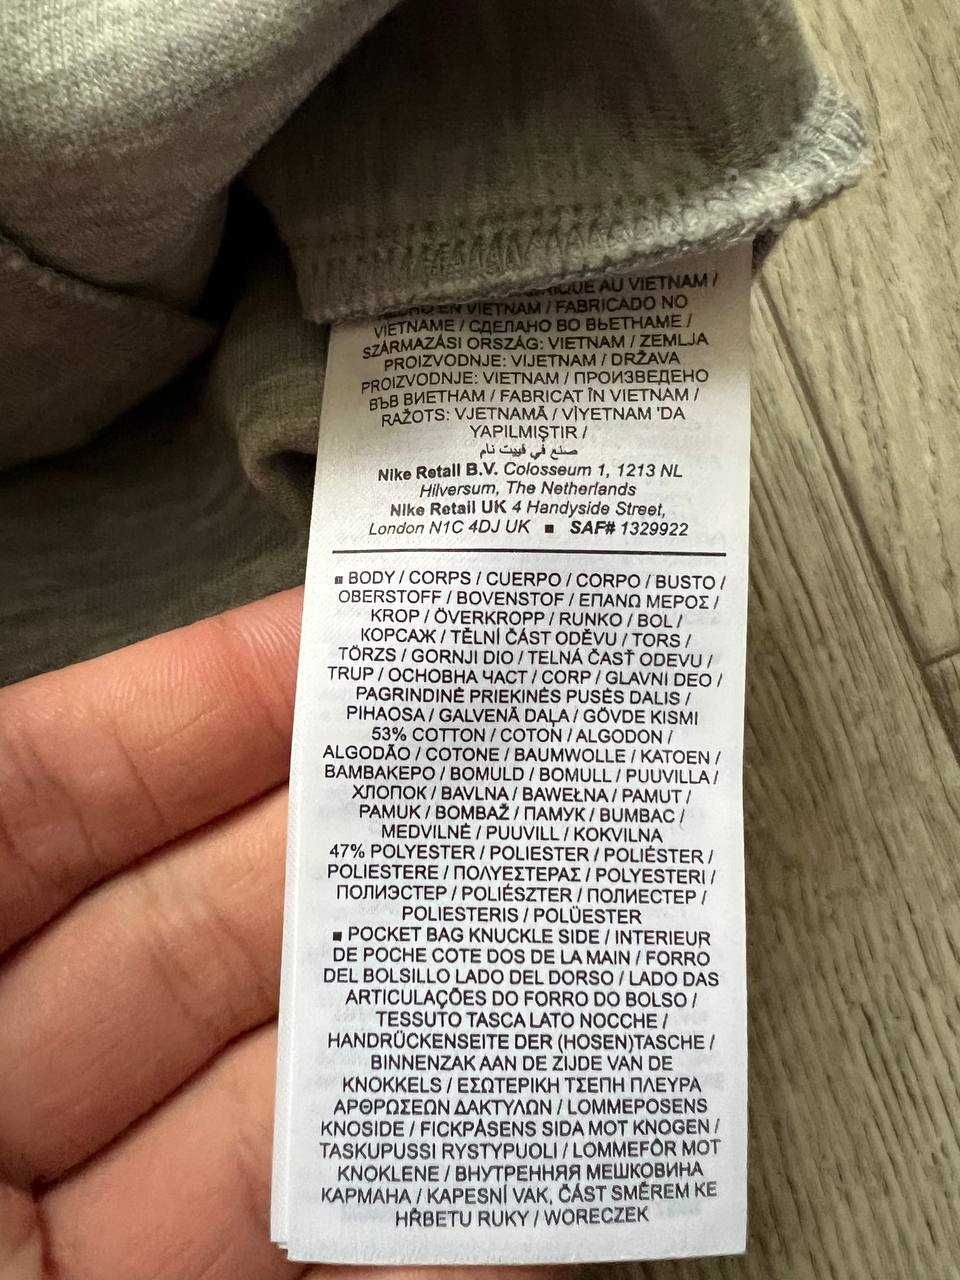 AU VIETNAM /
EN VIETNAM / FABRICADO NO
VIETNAME / СДЕЛАНО ВО ВЬЕТНАМЕ /
SZÁRMAZÁSI ORSZÁG: VIETNAM / ZEMLJA
PROIZVODNJE: VIJETNAM / DRŽAVA
PROIZVODNJE: VIETNAM / ПРОИЗВЕДЕНО
ВЪВ ВИЕТНАМ / FABRICAT ÎN VIETNAM /
RAŽOTS: VJETNAMĀ / VİYETNAM 'DA
YAPILMIŞTIR /
صنع في فييت نام
Nike Retail B.V. Colosseum 1, 1213 NL
Hilversum, The Netherlands
Nike Retail UK 4 Handyside Street,
London N1C 4DJ UK ■ SAF# 1329922
■ BODY / CORPS / CUERPO / CORPO / BUSTO /
OBERSTOFF / BOVENSTOF / ΕΠΑΝΩ ΜΕΡΟΣ /
KROP / ÖVERKROPP / RUNKO / BOL /
КОРСАЖ / TĚLNÍ ČÁST ODĚVU / TORS /
TÖRZS / GORNJI DIO / TELNÁ ČASŤ ODEVU /
TRUP / ОСНОВНА ЧАСТ / CORP / GLAVNI DEO /
PAGRINDINĖ PRIEKINĖS PUSĖS DALIS /
PIHAOSA / GALVENĀ DAĻA / GÖVDE KISMI
53% COTTON / COTON / ALGODON /
ALGODÃO / COTONE / BAUMWOLLE / KATOEN /
ΒΑΜΒΑΚΕΡΟ / BOMULD / BOMULL / PUUVILLA /
ХЛОПОК / BAVLNA / BAWEŁNA / PAMUT /
PAMUK / BOMBAŽ / ПАМУК / BUMBAC /
MEDVILNĖ / PUUVILL / KOKVILNA
47% POLYESTER / POLIESTER / POLIÉSTER /
POLIESTERE / ΠΟΛΥΕΣΤΕΡΑΣ / POLYESTERI /
ПОЛИЭСТЕР / POLIÉSZTER / ПОЛИЕСТЕР /
POLIESTERIS / POLÜESTER
■ POCKET BAG KNUCKLE SIDE / INTERIEUR
DE POCHE COTE DOS DE LA MAIN / FORRO
DEL BOLSILLO LADO DEL DORSO / LADO DAS
ARTICULAÇÕES DO FORRO DO BOLSO /
TESSUTO TASCA LATO NOCCHE /
HANDRÜCKENSEITE DER (HOSEN)TASCHE /
BINNENZAK AAN DE ZIJDE VAN DE
KNOKKELS / ΕΣΩΤΕΡΙΚΗ ΤΣΕΠΗ ΠΛΕΥΡΑ
ΑΡΘΡΩΣΕΩΝ ΔΑΚΤΥΛΩΝ / LOMMEPOSENS
KNOSIDE / FICKPÅSENS SIDA MOT KNOGEN /
TASKUPUSSI RYSTYPUOLI / LOMMEFÔR MOT
KNOKLENE / ВНУТРЕННЯЯ МЕШКОВИНА
КАРМАНА / KAPESNÍ VAK, ČÁST SMĚREM KE
HŘBETU RUKY / WORECZEK